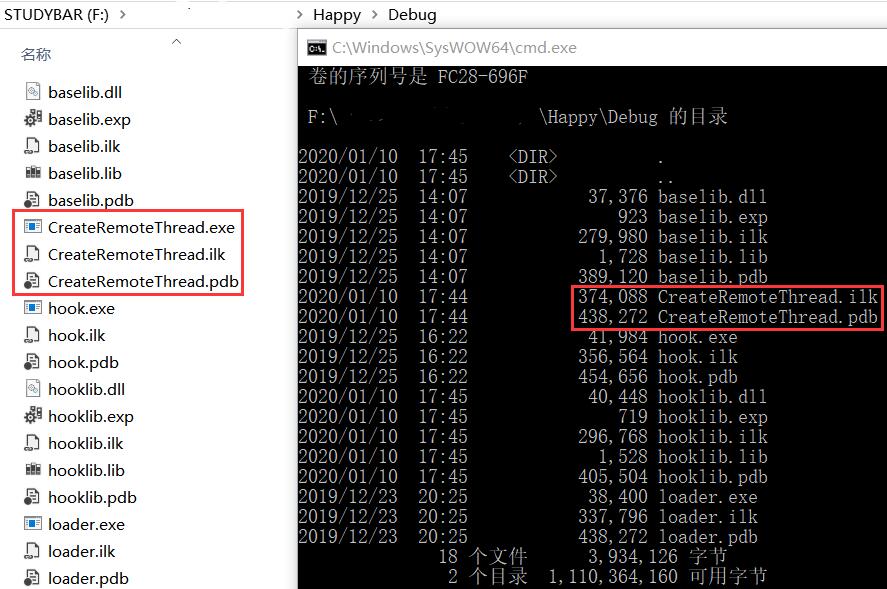 STUDYBAR (F:) > > Happy > Debug
名称
baselib.dll
baselib.exp
baselib.ilk
baselib.lib
baselib.pdb
CreateRemoteThread.exe
CreateRemoteThread.ilk
CreateRemoteThread.pdb
hook.exe
hook.ilk
hook.pdb
hooklib.dll
hooklib.exp
hooklib.ilk
hooklib.lib
hooklib.pdb
loader.exe
loader.ilk
loader.pdb
C:\Windows\SysWOW64\cmd.exe
卷的序列号是 FC28-696F
F:\ \Happy\Debug 的目录
2020/01/10 17:45 <DIR> .
2020/01/10 17:45 <DIR> ..
2019/12/25 14:07 37,376 baselib.dll
2019/12/25 14:07 923 baselib.exp
2019/12/25 14:07 279,980 baselib.ilk
2019/12/25 14:07 1,728 baselib.lib
2019/12/25 14:07 389,120 baselib.pdb
2020/01/10 17:44 374,088 CreateRemoteThread.ilk
2020/01/10 17:44 438,272 CreateRemoteThread.pdb
2019/12/25 16:22 41,984 hook.exe
2019/12/25 16:22 356,564 hook.ilk
2019/12/25 16:22 454,656 hook.pdb
2020/01/10 17:45 40,448 hooklib.dll
2020/01/10 17:45 719 hooklib.exp
2020/01/10 17:45 296,768 hooklib.ilk
2020/01/10 17:45 1,528 hooklib.lib
2020/01/10 17:45 405,504 hooklib.pdb
2019/12/23 20:25 38,400 loader.exe
2019/12/23 20:25 337,796 loader.ilk
2019/12/23 20:25 438,272 loader.pdb
18 个文件 3,934,126 字节
2 个目录 1,110,364,160 可用字节